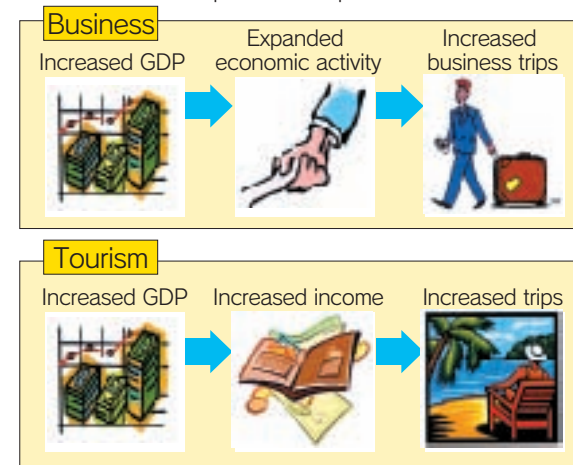 Business
Increased GDP
Expanded
economic activity
Increased
business trips
Tourism
Increased GDP
Increased income
Increased trips